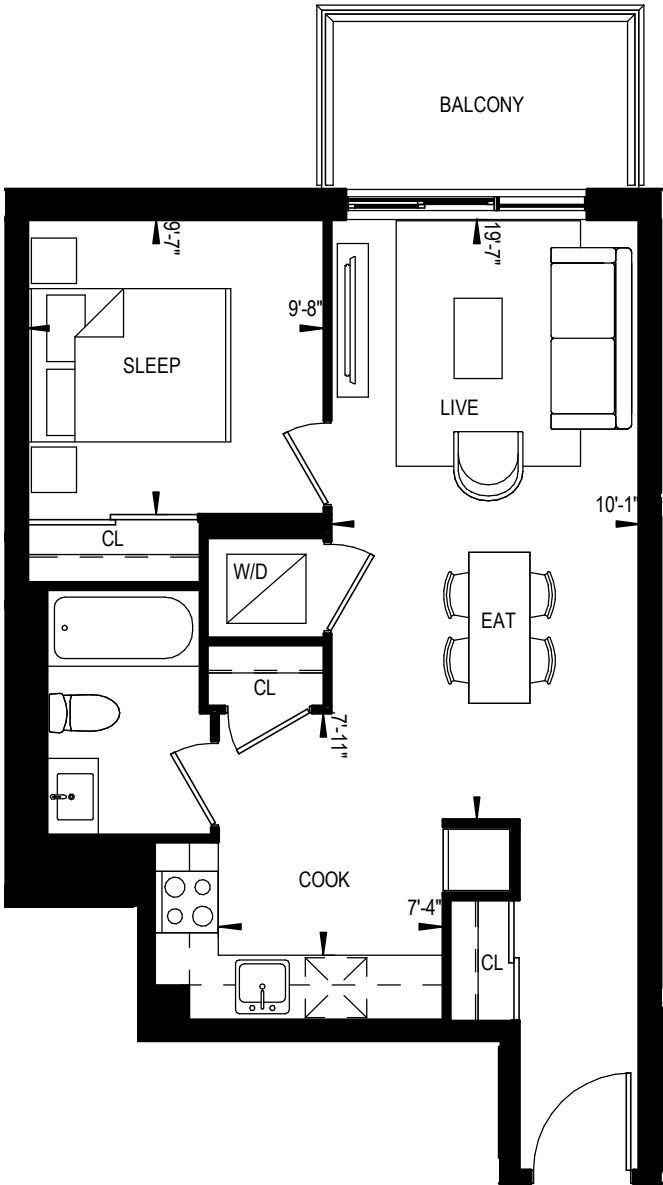 BALCONY
9'-7"
19'-7"
9'-8"
SLEEP
LIVE
10'-1"
CL
W/D
EAT
CL
7'-11"
COOK
7'-4"
CL